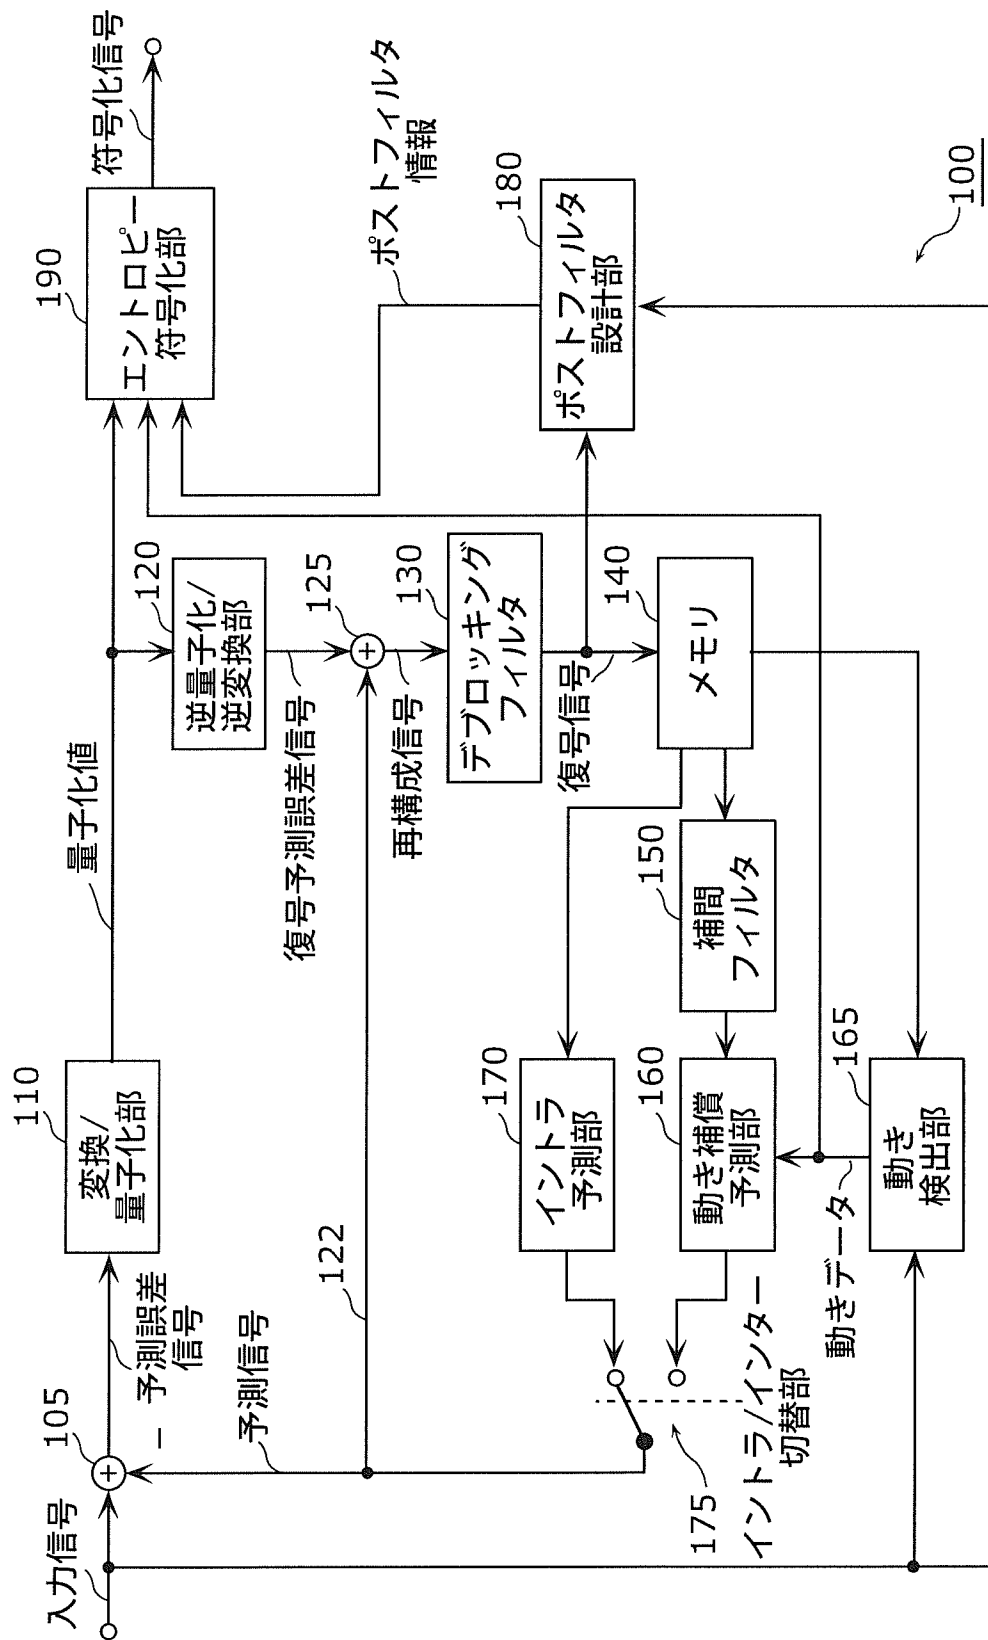 入力信号
105
予測誤差
信号
−
110
変換/
量子化部
量子化値
190
エントロピー
符号化部
符号化信号
120
逆量子化/
逆変換部
復号予測誤差信号
125
再構成信号
予測信号
122
130
デブロッキング
フィルタ
復号信号
ポストフィルタ
情報
180
ポストフィルタ
設計部
140
メモリ
150
補間
フィルタ
170
イントラ
予測部
160
動き補償
予測部
175
イントラ/インター
切替部
動きデータ
165
動き
検出部
100